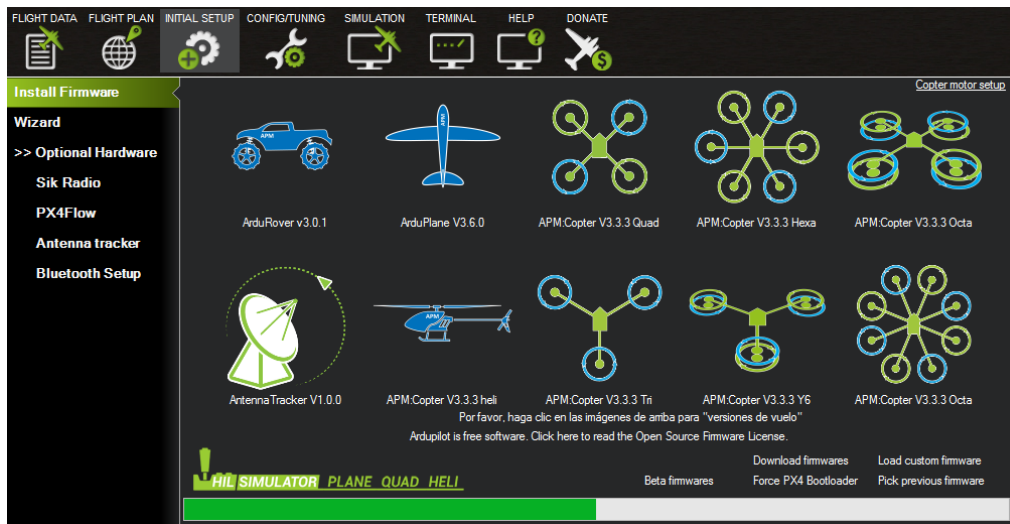 FLIGHT DATA FLIGHT PLAN INITIAL SETUP CONFIG/TUNING SIMULATION TERMINAL HELP DONATE
Install Firmware
Copter motor setup
Wizard
>> Optional Hardware
Sik Radio
PX4Flow
Antenna tracker
Bluetooth Setup
APM
APM
ArduRover v3.0.1 ArduPlane V3.6.0 APM:Copter V3.3.3 Quad APM:Copter V3.3.3 Hexa APM:Copter V3.3.3 Octa
APM
AntennaTracker V1.0.0 APM:Copter V3.3.3 heli APM:Copter V3.3.3 Tri APM:Copter V3.3.3 Y6 APM:Copter V3.3.3 Octa
Por favor, haga clic en las imágenes de arriba para "versiones de vuelo"
Ardupilot is free software. Click here to read the Open Source Firmware License.
Download firmwares Load custom firmware
HIL SIMULATOR PLANE QUAD HELI
Beta firmwares Force PX4 Bootloader Pick previous firmware